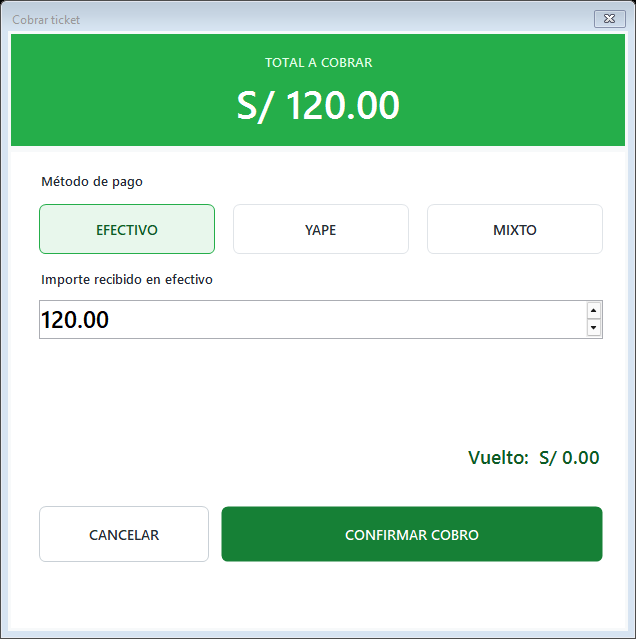 Cobrar ticket
TOTAL A COBRAR
S/ 120.00
Método de pago
EFECTIVO YAPE MIXTO
Importe recibido en efectivo
120.00
Vuelto: S/ 0.00
CANCELAR CONFIRMAR COBRO